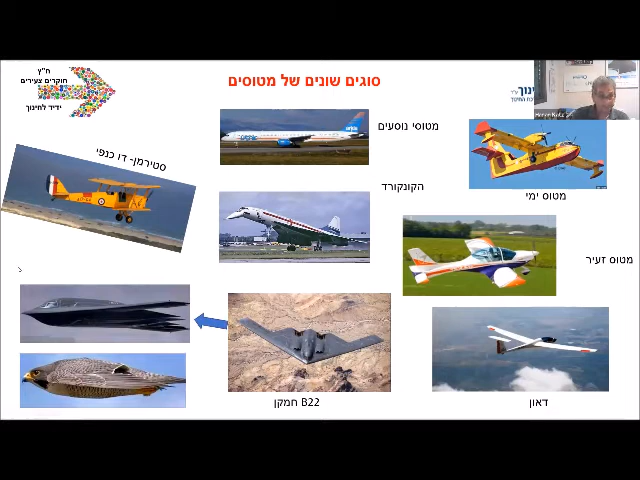 סוגים שונים של מטוסים
ח"ץ
חוקרים צעירים
ידיד לחינוך
מטוסי נוסעים
סטירמן- דו כנפי
הקונקורד
מטוס ימי
מטוס זעיר
B22 חמקן
דאון